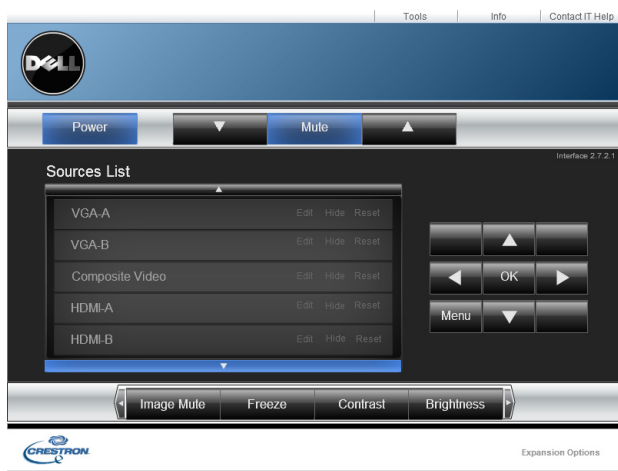 Tools Info Contact IT Help
DELL
Power Mute
Interface 2.7.2.1
Sources List
VGA-A Edit Hide Reset
VGA-B Edit Hide Reset
Composite Video Edit Hide Reset
HDMI-A Edit Hide Reset
HDMI-B Edit Hide Reset
OK
Menu
Image Mute Freeze Contrast Brightness
CRESTRON
Expansion Options